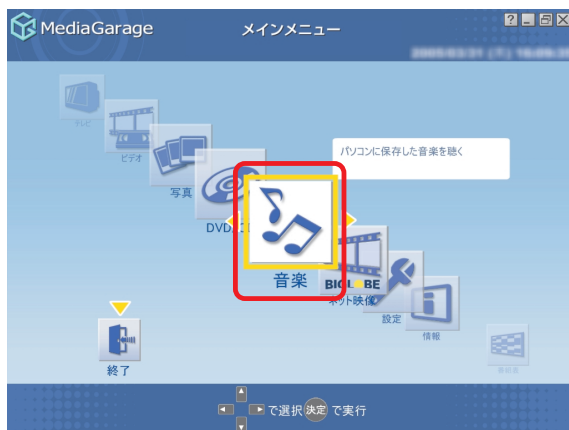 MediaGarage
メインメニュー
テレビ
ビデオ
写真
パソコンに保存した音楽を聴く
音楽
BIGLOBE
ネット映像
設定
情報
終了
で選択 決定 で実行